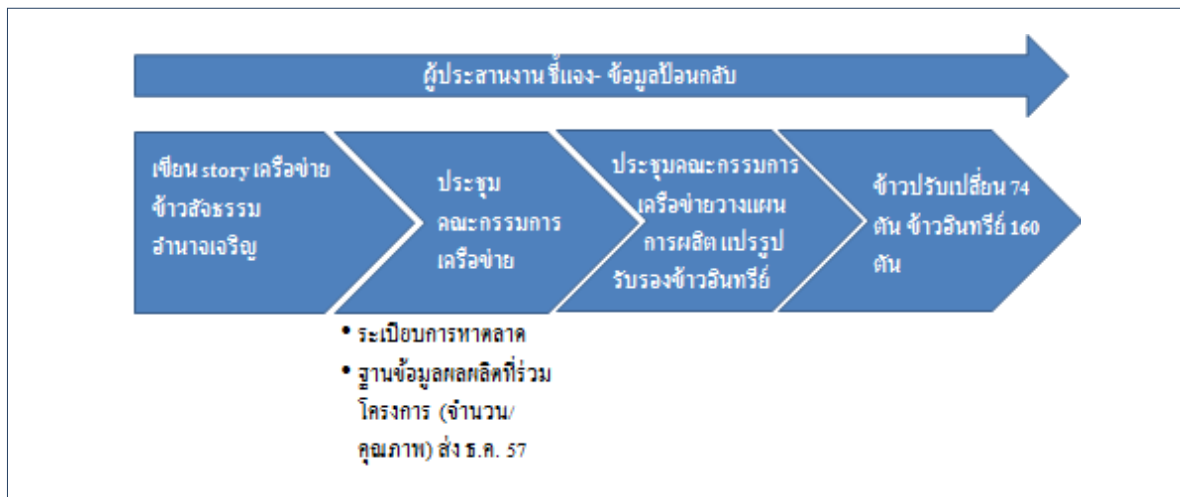 ผู้ประสานงาน ชี้แจง- ข้อมูลป้อนกลับ
เขียน story เครือข่าย
ข้าวสัจธรรม
อำนาจเจริญ
ประชุม
คณะกรรมการ
เครือข่าย
ประชุมคณะกรรมการ
เครือข่ายวางแผน
การผลิต แปรรูป
รับรองข้าวอินทรีย์
ข้าวปรับเปลี่ยน 74
ตัน ข้าวอินทรีย์ 160
ตัน
• ระเบียบการหาตลาด
• ฐานข้อมูลผลผลิตที่ร่วม
โครงการ (จำนวน/
คุณภาพ) ส่ง ธ.ค. 57